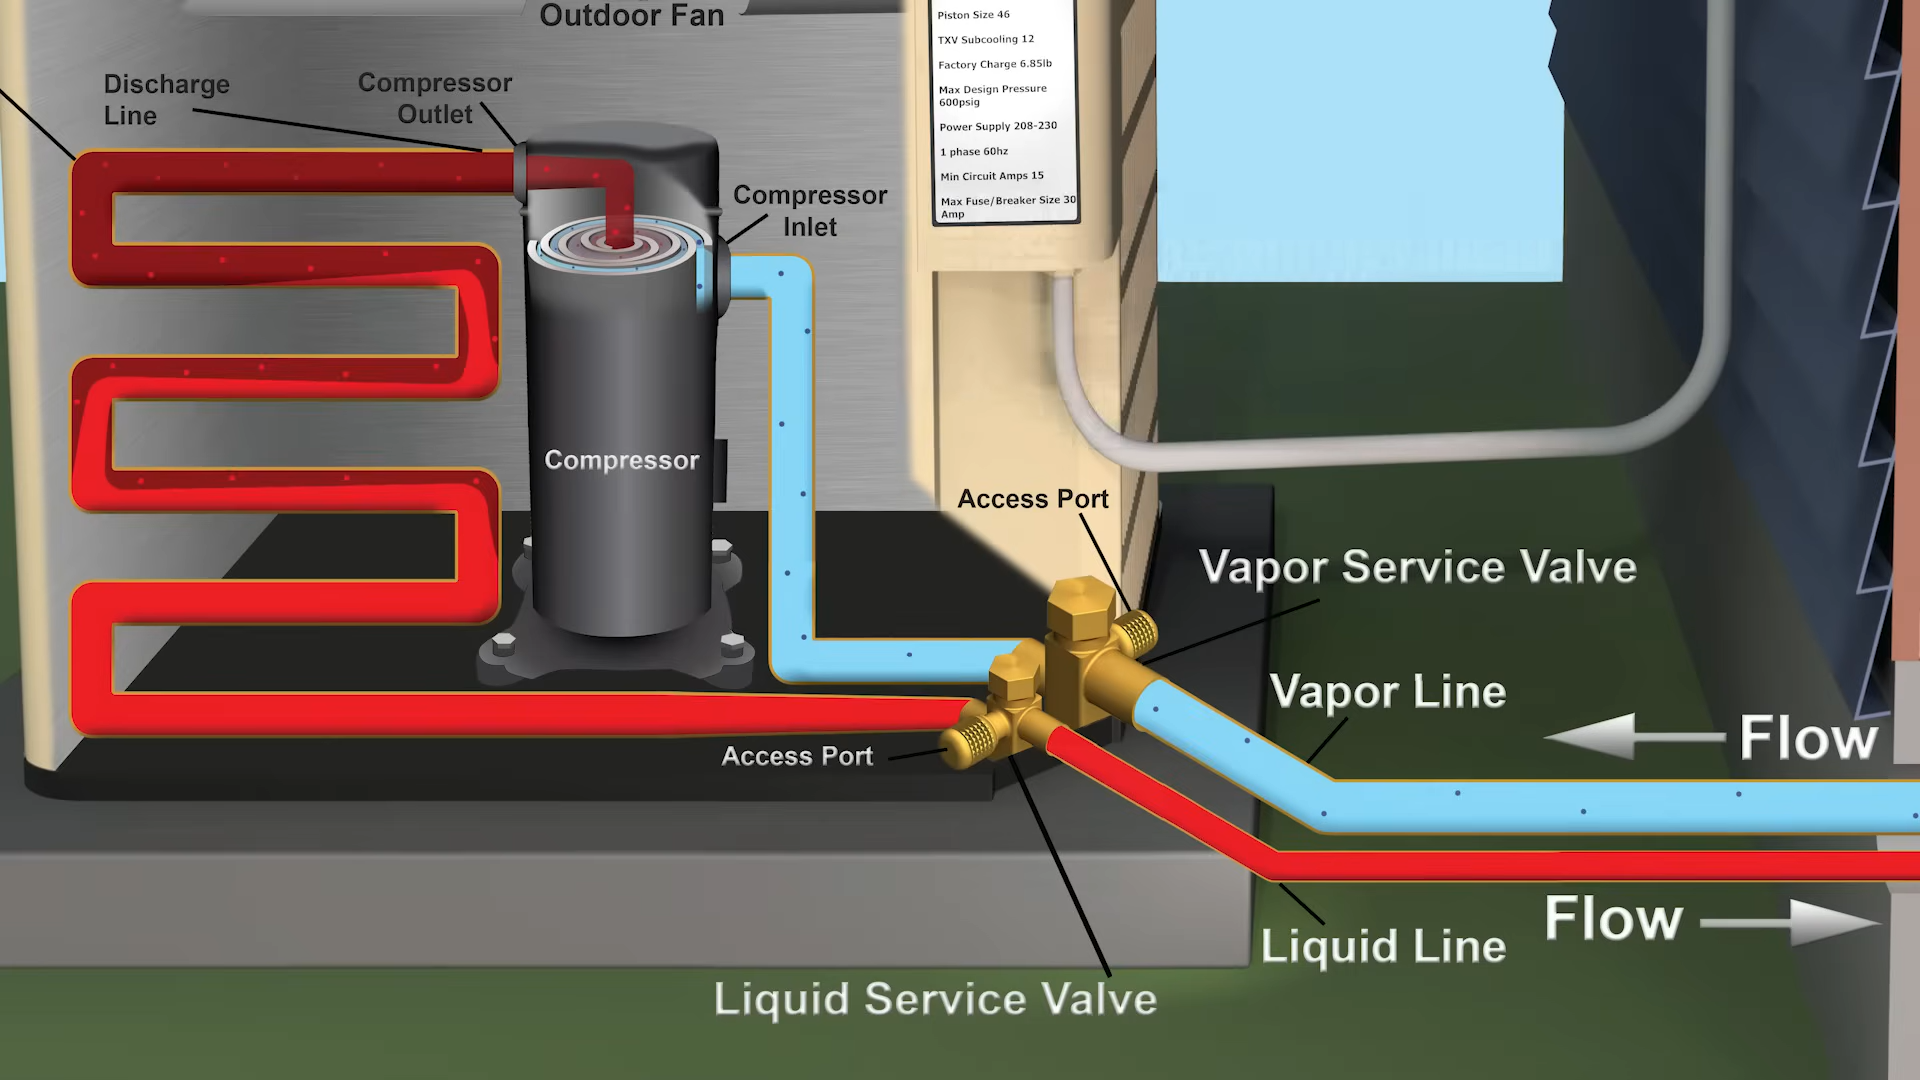 Outdoor Fan
Piston Size 46
TXV Subcooling 12
Factory Charge 6.85lb
Max Design Pressure
600psig
Power Supply 208-230
1 phase 60hz
Min Circuit Amps 15
Max Fuse/Breaker Size 30
Amp
Discharge
Line
Compressor
Outlet
Compressor
Inlet
Compressor
Access Port
Vapor Service Valve
Vapor Line
Flow
Access Port
Flow
Liquid Line
Liquid Service Valve